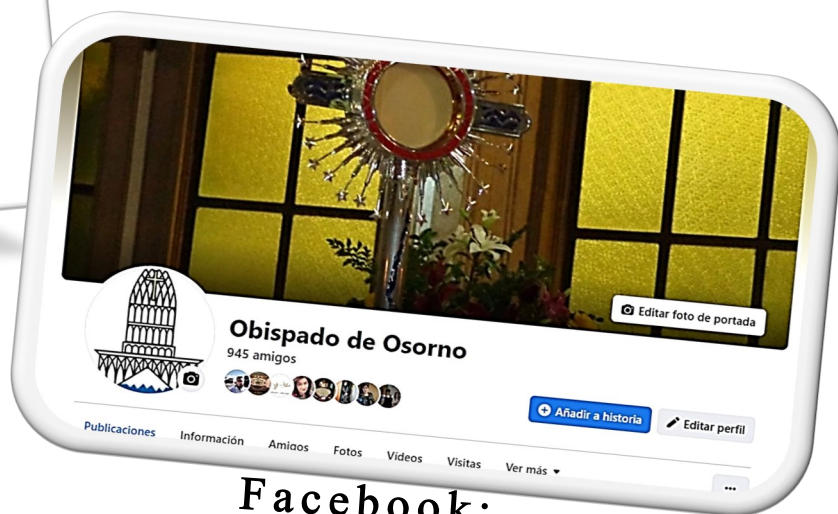 Editar foto de portada
Obispado de Osorno
945 amigos
Añadir a historia
Editar perfil
Publicaciones Información Amigos Fotos Vídeos Visitas Ver más
...
Facebook: